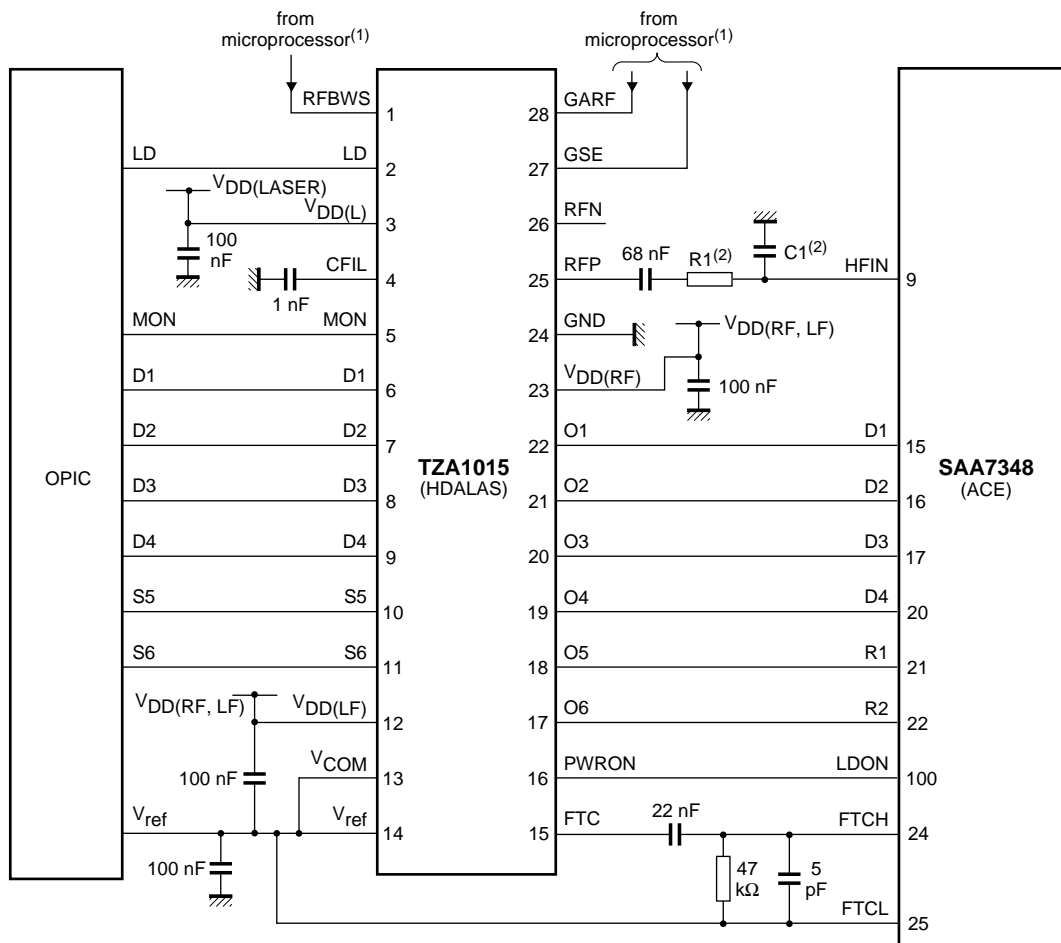 from
microprocessor(1)
from
microprocessor(1)
RFBWS
1
28
GARF
LD
LD
2
27
GSE
VDD(LASER)
VDD(L)
3
26
RFN
100
nF
CFIL
4
1 nF
25
RFP
68 nF
R1(2)
C1(2)
HFIN
9
MON
MON
5
24
GND
VDD(RF, LF)
D1
D1
6
23
VDD(RF)
100 nF
D2
D2
7
22
O1
D1
15
OPIC
TZA1015
(HDALAS)
SAA7348
(ACE)
D3
D3
8
21
O2
D2
16
D4
D4
9
20
O3
D3
17
S5
S5
10
19
O4
D4
20
S6
S6
11
18
O5
R1
21
VDD(RF, LF)
VDD(LF)
12
17
O6
R2
22
100 nF
VCOM
13
16
PWRON
LDON
100
Vref
Vref
14
15
FTC
22 nF
FTCH
24
100 nF
47
kΩ
5
pF
FTCL
25